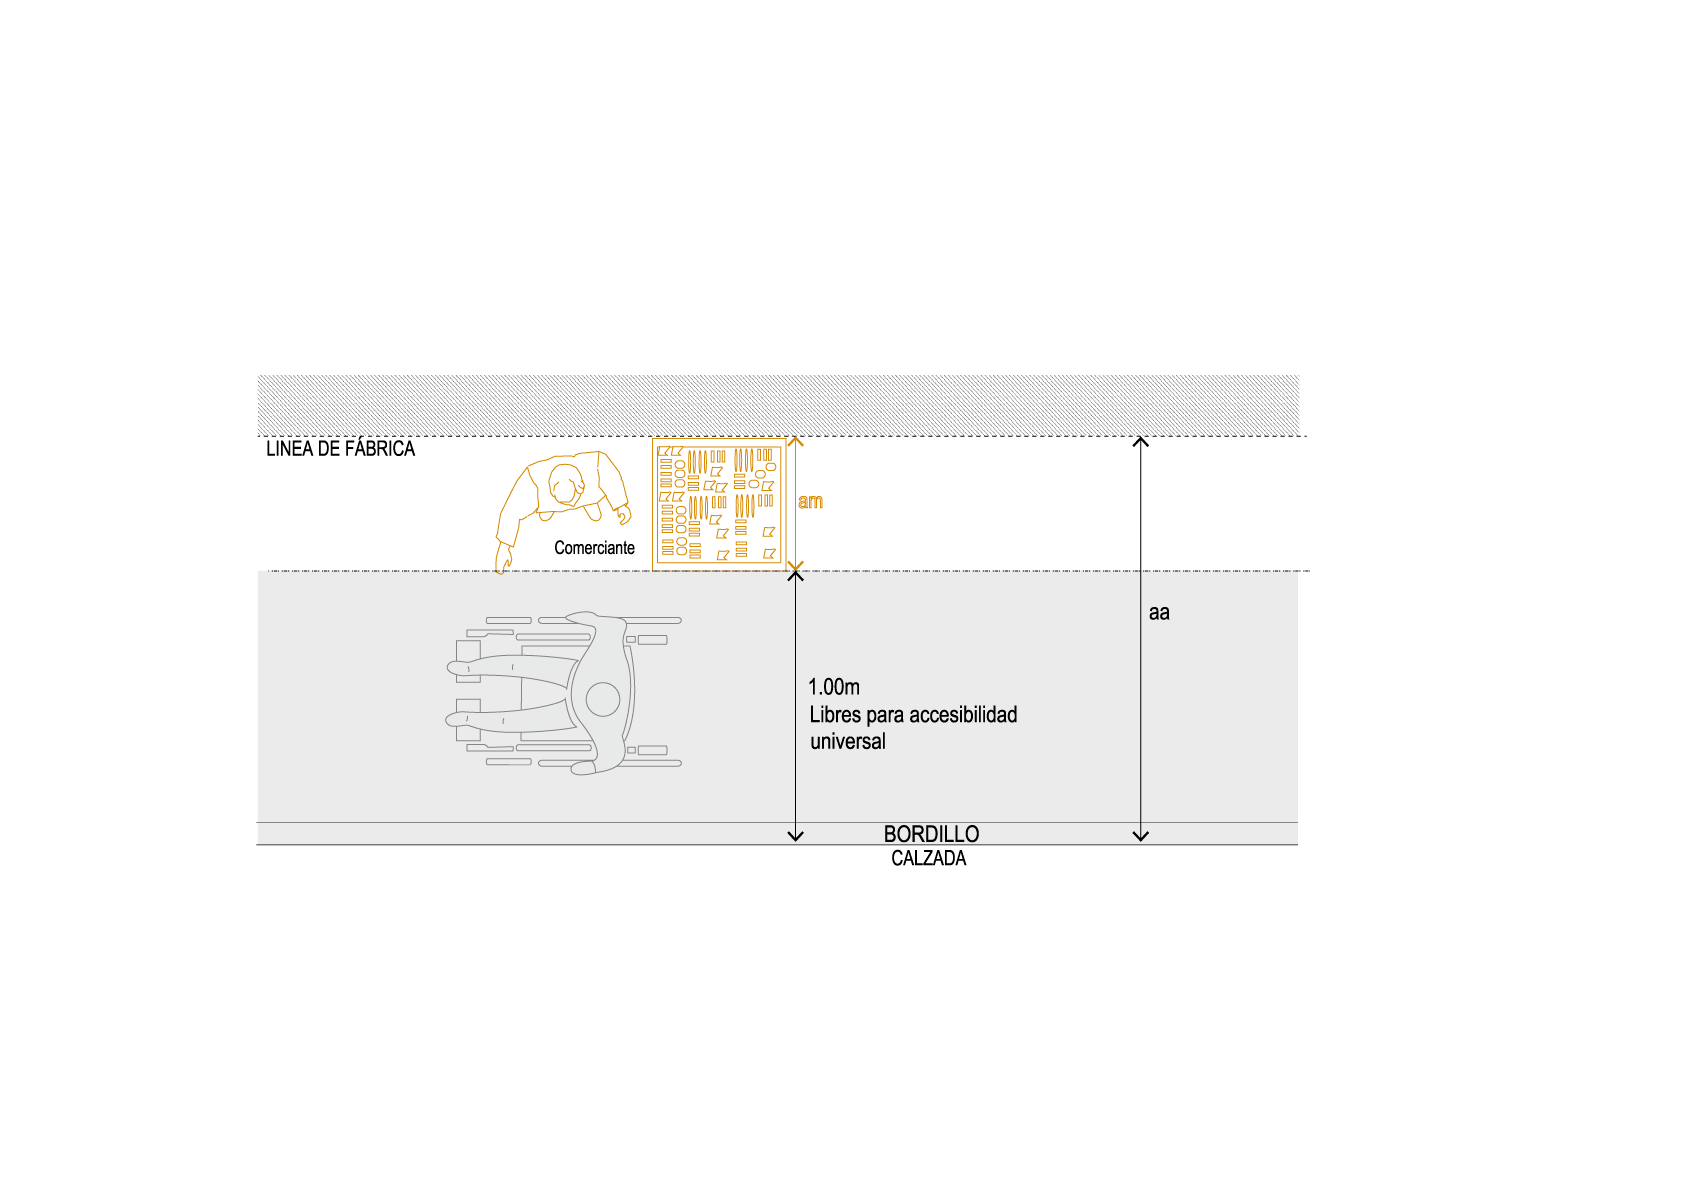 LINEA DE FÁBRICA
am
Comerciante
aa
1.00m
Libres para accesibilidad
universal
BORDILLO
CALZADA